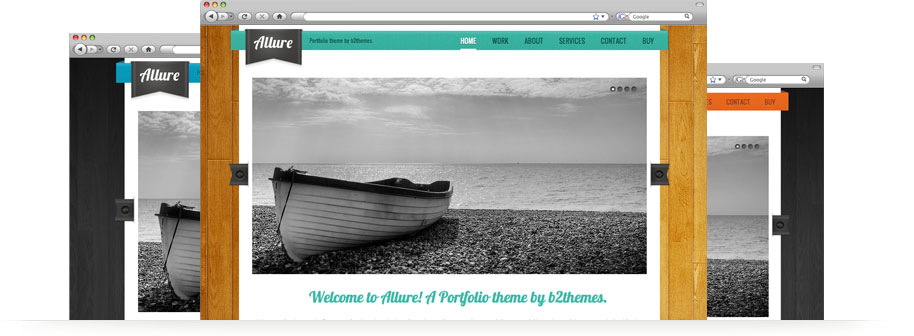 Google
Allure
Portfolio theme by b2themes
HOME WORK ABOUT SERVICES CONTACT BUY
Welcome to Allure! A Portfolio theme by b2themes.
Allure
Google
CONTACT BUY